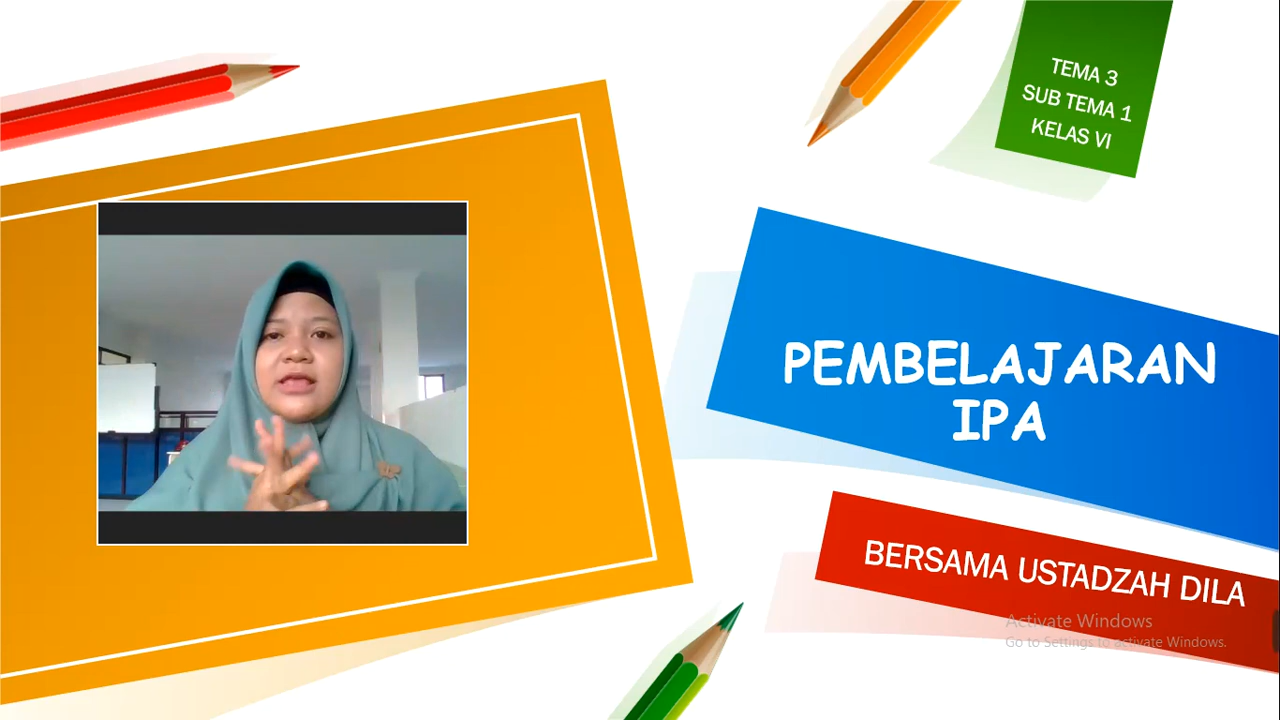 TEMA 3
SUB TEMA 1
KELAS VI
PEMBELAJARAN
IPA
BERSAMA USTADZAH DILA
Activate Windows
Go to Settings to activate Windows.